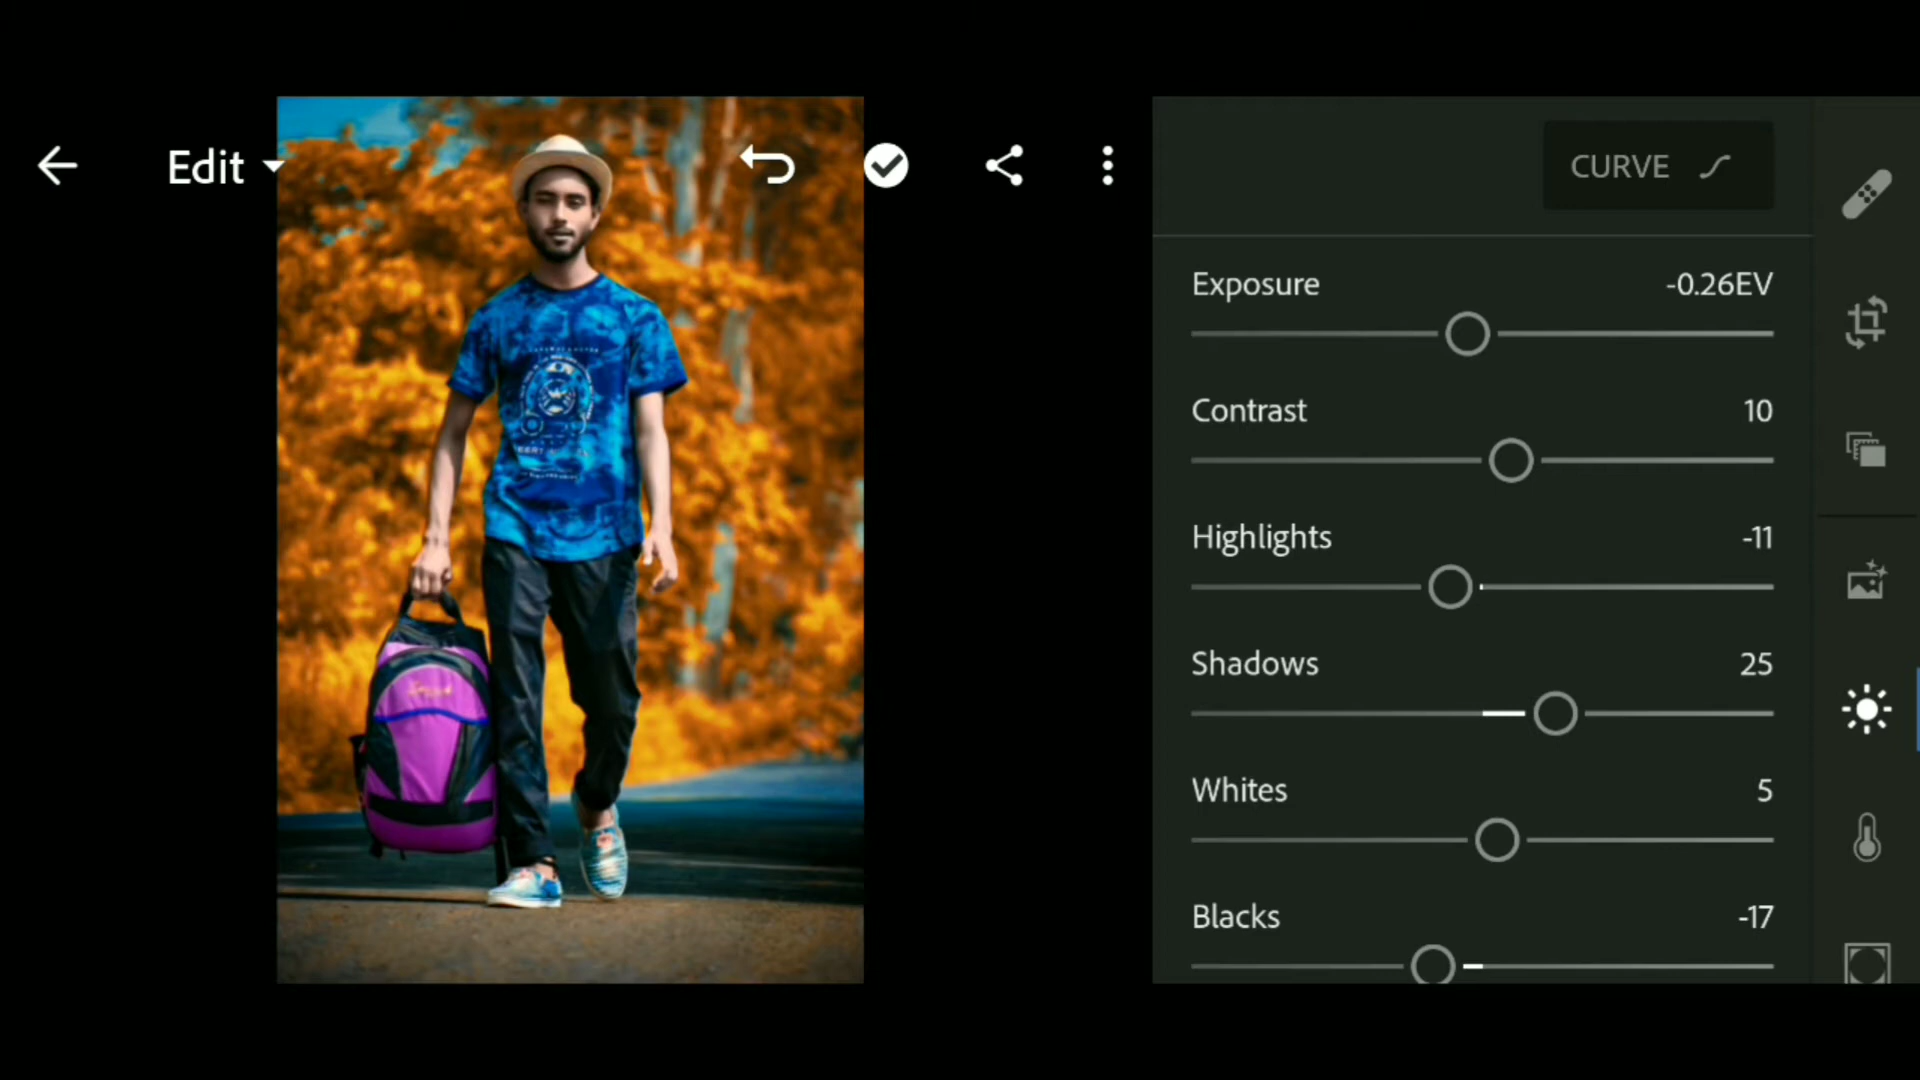 Edit
CURVE
Exposure -0.26EV
Contrast 10
Highlights -11
Shadows 25
Whites 5
Blacks -17